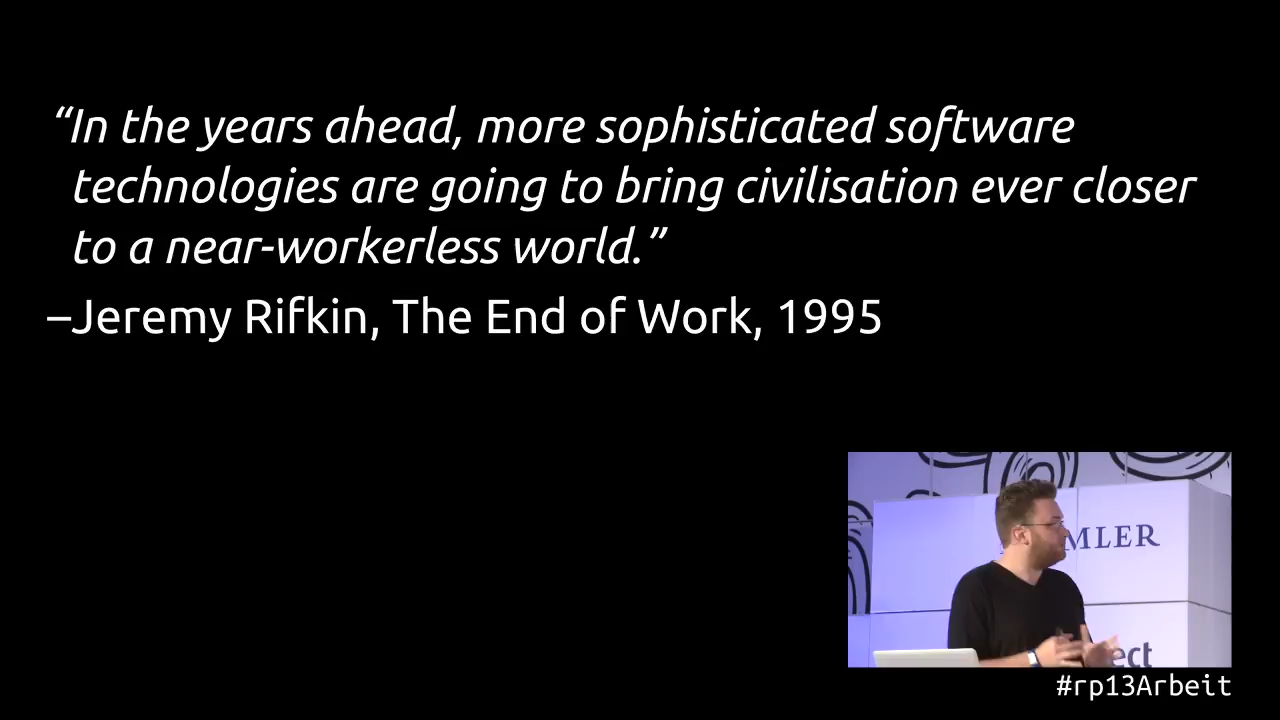 “In the years ahead, more sophisticated software
technologies are going to bring civilisation ever closer
to a near-workerless world.”
–Jeremy Rifkin, The End of Work, 1995
MLER
ect
#rp13Arbeit